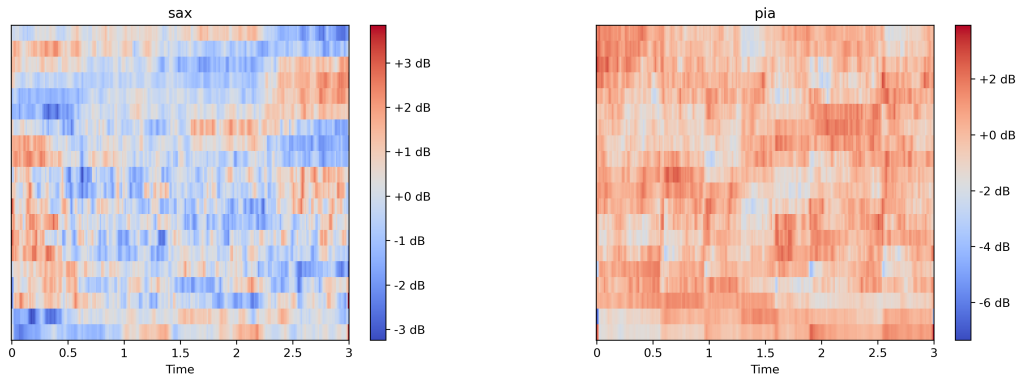 sax
+3 dB
+2 dB
+1 dB
+0 dB
-1 dB
-2 dB
-3 dB
0 0.5 1 1.5 2 2.5 3
Time
pia
+2 dB
+0 dB
-2 dB
-4 dB
-6 dB
0 0.5 1 1.5 2 2.5 3
Time